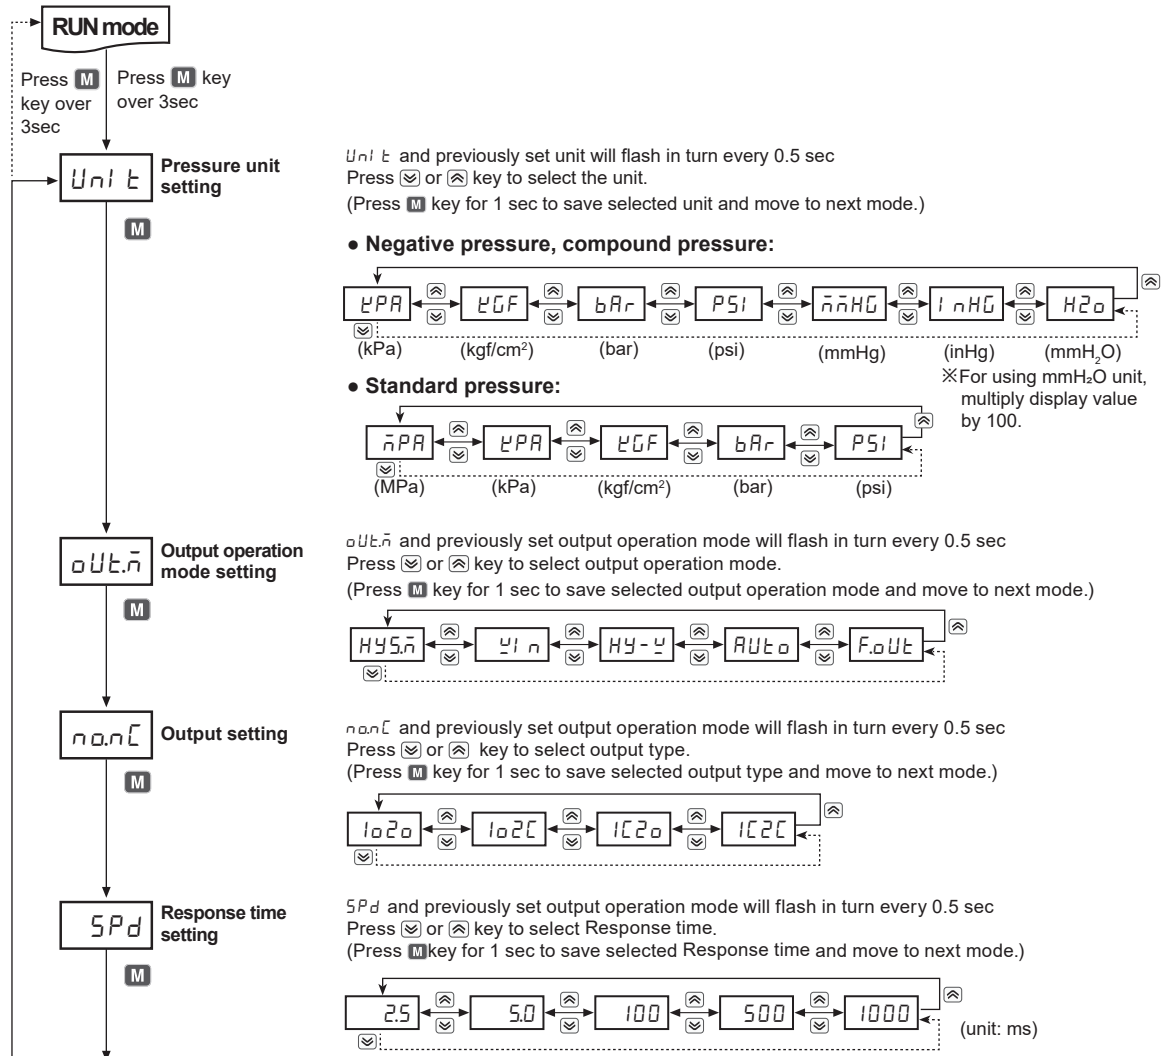 RUN mode
Press M key over 3sec
Press M key over 3sec
UnI t
Pressure unit setting
M
UnI t and previously set unit will flash in turn every 0.5 sec
Press or key to select the unit.
(Press M key for 1 sec to save selected unit and move to next mode.)
● Negative pressure, compound pressure:
kPA kGF bAr PSI mmHG InHG H2o
(kPa) (kgf/cm²) (bar) (psi) (mmHg) (inHg) (mmH₂O)
※For using mmH₂O unit,
multiply display value
by 100.
● Standard pressure:
mPA kPA kGF bAr PSI
(MPa) (kPa) (kgf/cm²) (bar) (psi)
oUt.m
Output operation
mode setting
M
oUt.m and previously set output operation mode will flash in turn every 0.5 sec
Press or key to select output operation mode.
(Press M key for 1 sec to save selected output operation mode and move to next mode.)
HYS.m WIn HY-W AUto F.oUt
no.nC
Output setting
M
no.nC and previously set output operation mode will flash in turn every 0.5 sec
Press or key to select output type.
(Press M key for 1 sec to save selected output type and move to next mode.)
1o2o 1o2C 1C2o 1C2C
SPd
Response time
setting
M
SPd and previously set output operation mode will flash in turn every 0.5 sec
Press or key to select Response time.
(Press M key for 1 sec to save selected Response time and move to next mode.)
2.5 5.0 100 500 1000
(unit: ms)